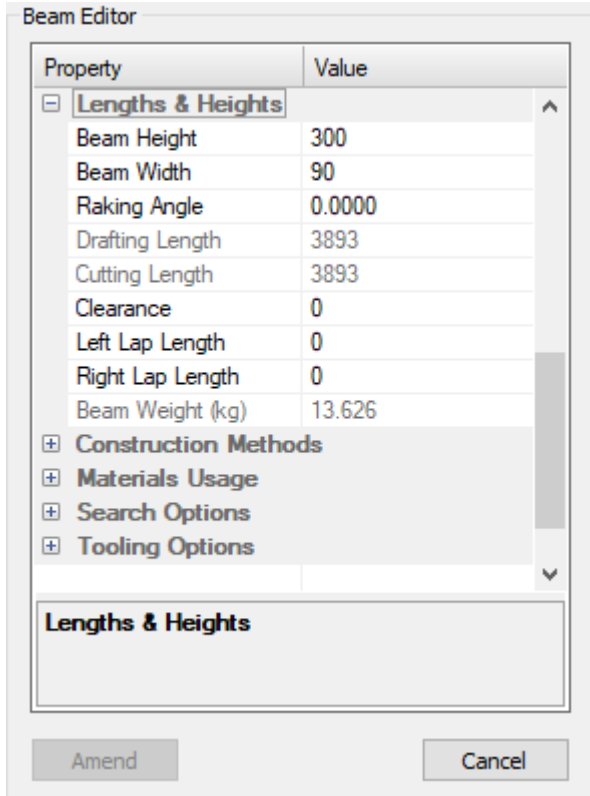 Beam Editor
Property Value
Lengths & Heights
Beam Height 300
Beam Width 90
Raking Angle 0.0000
Drafting Length 3893
Cutting Length 3893
Clearance 0
Left Lap Length 0
Right Lap Length 0
Beam Weight (kg) 13.626
Construction Methods
Materials Usage
Search Options
Tooling Options
Lengths & Heights
Amend Cancel